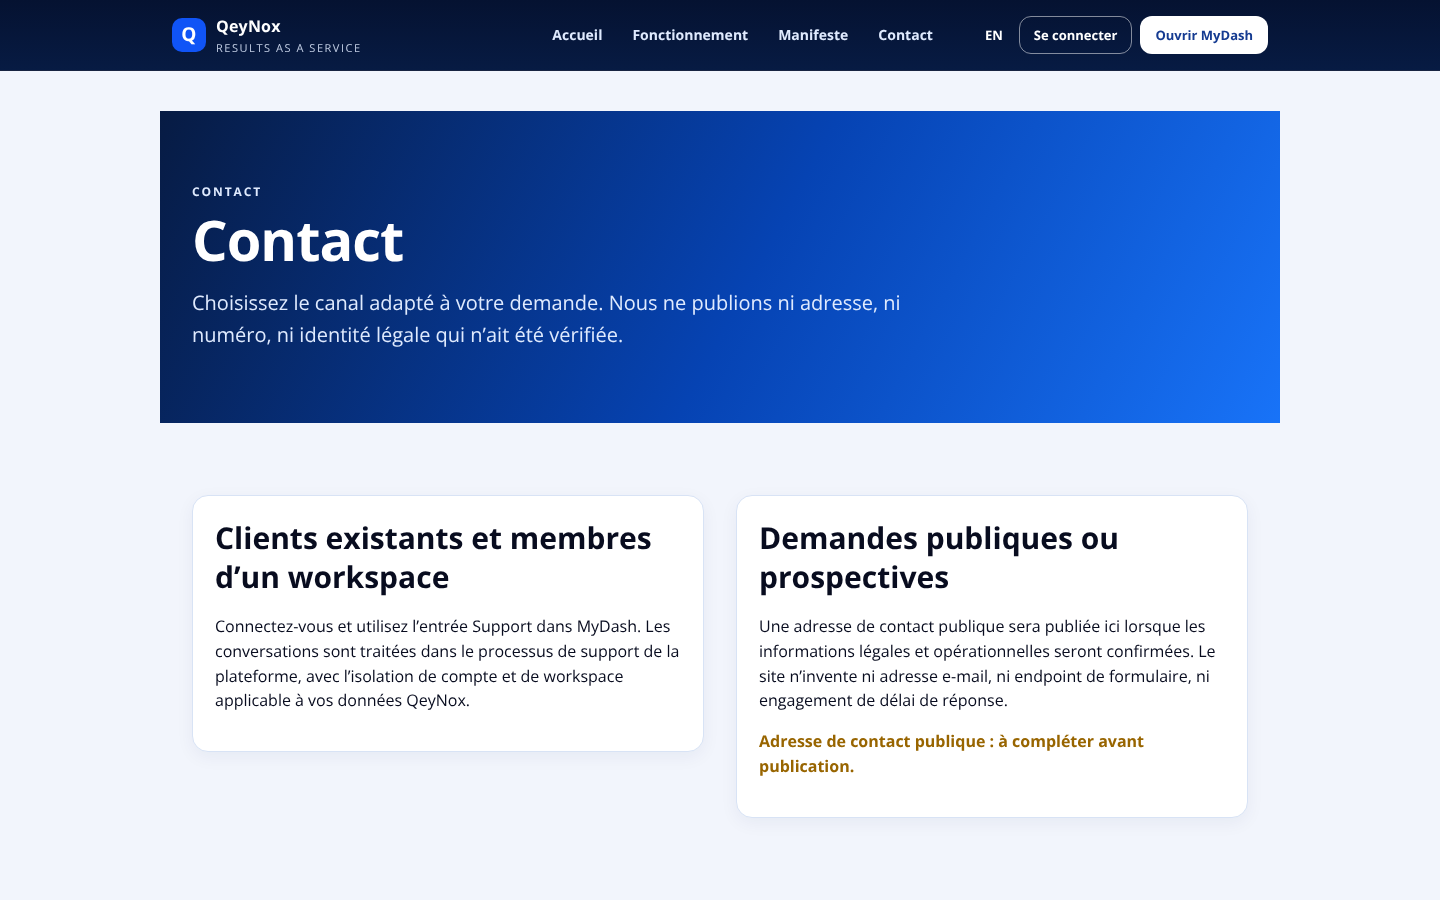 Q
QeyNox
RESULTS AS A SERVICE
Accueil
Fonctionnement
Manifeste
Contact
EN
Se connecter
Ouvrir MyDash
CONTACT
Contact
Choisissez le canal adapté à votre demande. Nous ne publions ni adresse, ni
numéro, ni identité légale qui n’ait été vérifiée.
Clients existants et membres
d’un workspace
Connectez-vous et utilisez l’entrée Support dans MyDash. Les
conversations sont traitées dans le processus de support de la
plateforme, avec l’isolation de compte et de workspace
applicable à vos données QeyNox.
Demandes publiques ou
prospectives
Une adresse de contact publique sera publiée ici lorsque les
informations légales et opérationnelles seront confirmées. Le
site n’invente ni adresse e-mail, ni endpoint de formulaire, ni
engagement de délai de réponse.
Adresse de contact publique : à compléter avant
publication.